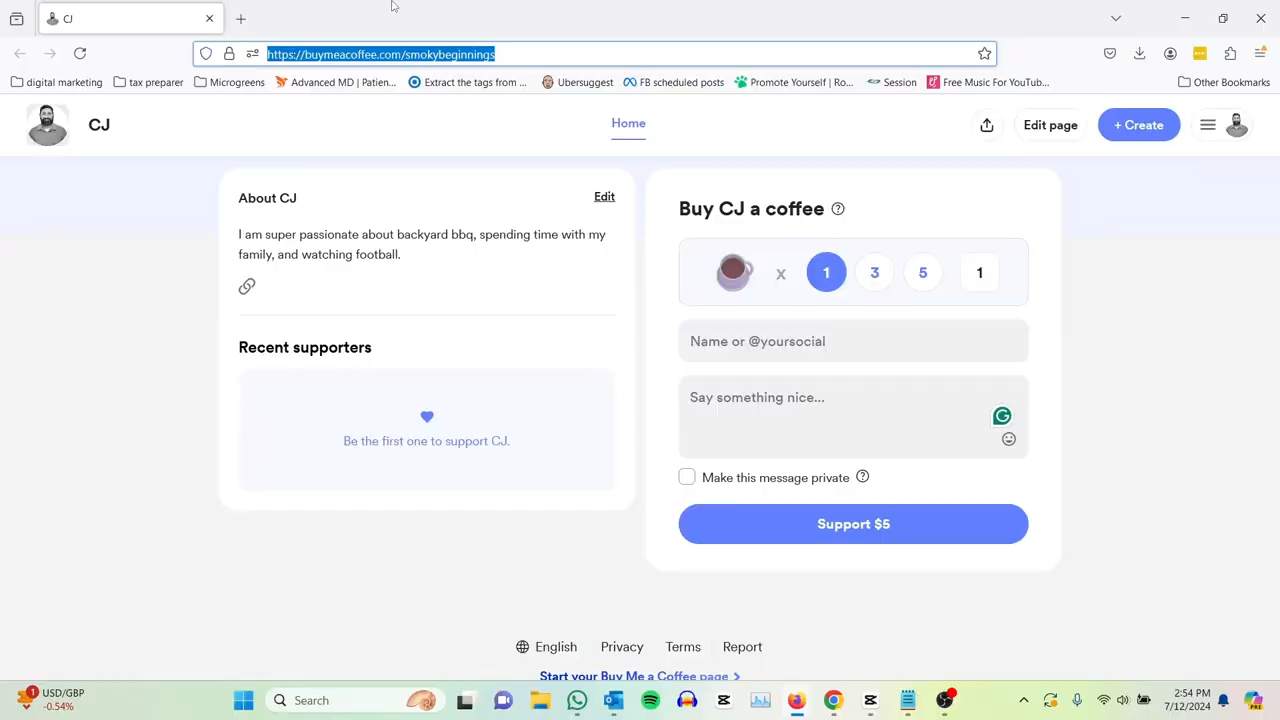 CJ
https://buymeacoffee.com/smokybeginnings
digital marketing
tax preparer
Microgreens
Advanced MD | Patien...
Extract the tags from ...
Ubersuggest
FB scheduled posts
Promote Yourself | Ro...
Session
Free Music For YouTub...
Other Bookmarks
CJ
Home
Edit page
+ Create
About CJ
Edit
I am super passionate about backyard bbq, spending time with my
family, and watching football.
Recent supporters
Be the first one to support CJ.
Buy CJ a coffee
x 1 3 5 1
Name or @yoursocial
Say something nice...
Make this message private
Support $5
English Privacy Terms Report
Start your Buy Me a Coffee page
1
USD/GBP
-0.54%
Search
2:54 PM
7/12/2024